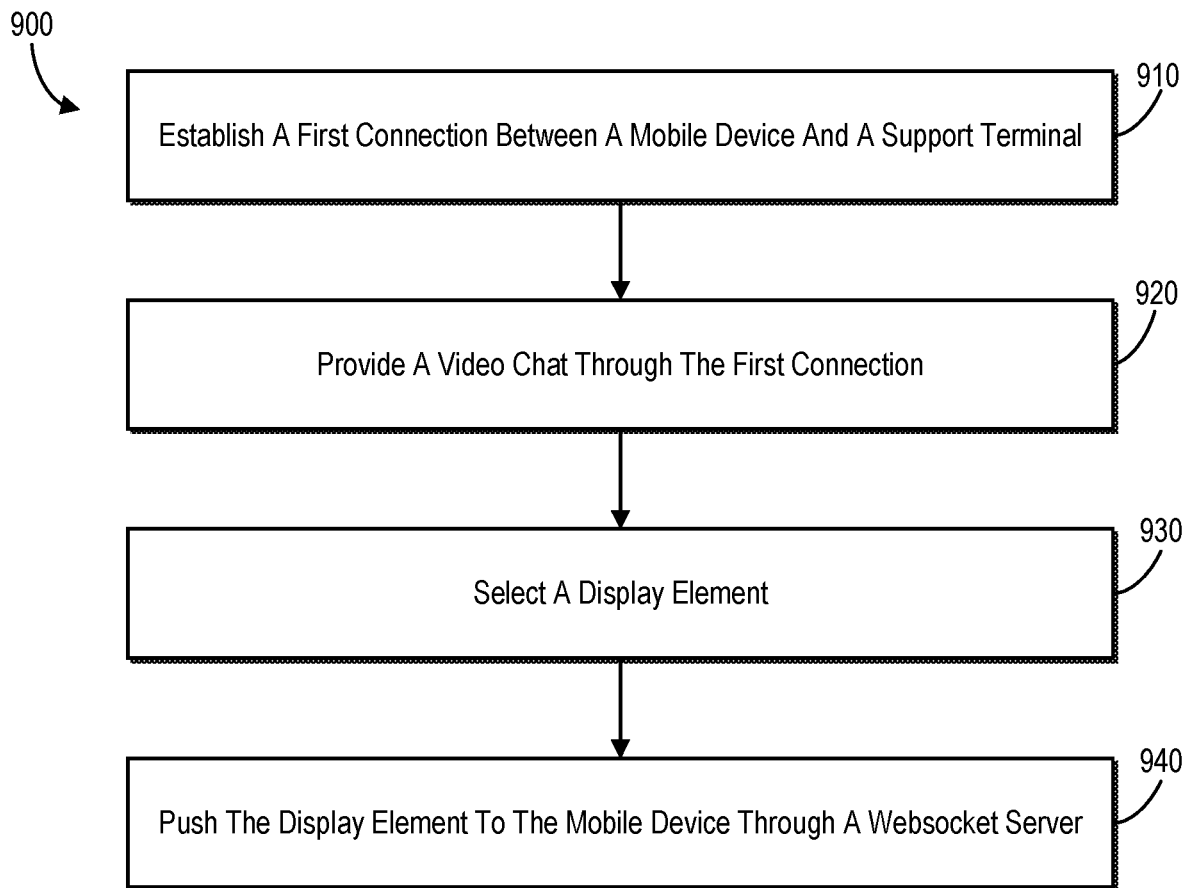 900
910
Establish A First Connection Between A Mobile Device And A Support Terminal
920
Provide A Video Chat Through The First Connection
930
Select A Display Element
940
Push The Display Element To The Mobile Device Through A Websocket Server